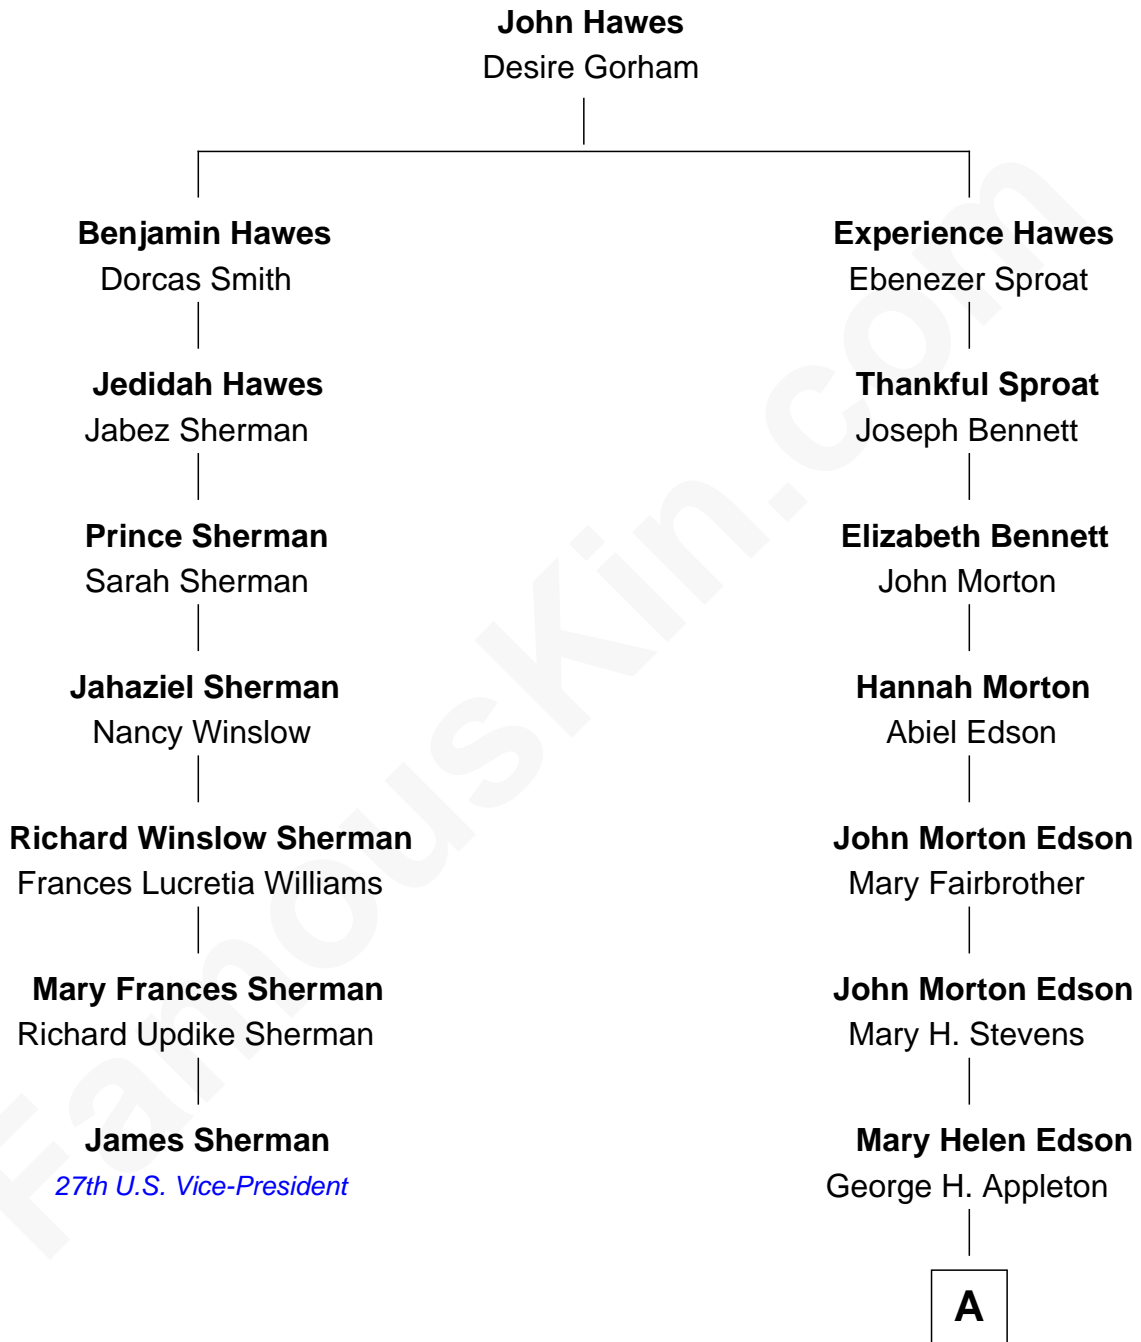 John Hawes
Desire Gorham
Benjamin Hawes
Dorcas Smith
Experience Hawes
Ebenezer Sproat
Jedidah Hawes
Jabez Sherman
Thankful Sproat
Joseph Bennett
Prince Sherman
Sarah Sherman
Elizabeth Bennett
John Morton
Jahaziel Sherman
Nancy Winslow
Hannah Morton
Abiel Edson
Richard Winslow Sherman
Frances Lucretia Williams
John Morton Edson
Mary Fairbrother
Mary Frances Sherman
Richard Updike Sherman
John Morton Edson
Mary H. Stevens
James Sherman
27th U.S. Vice-President
Mary Helen Edson
George H. Appleton
A
FamousKin.com